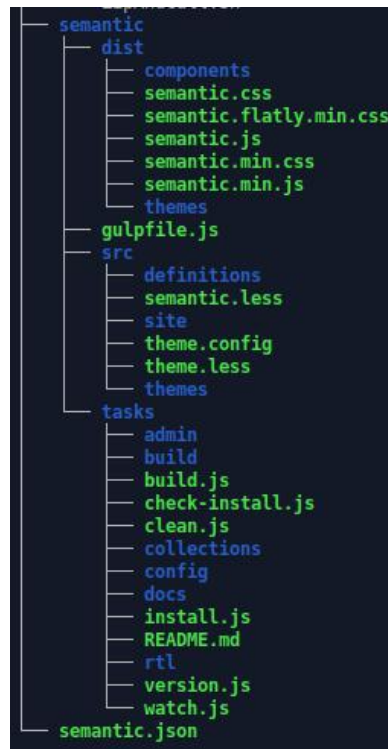 semantic
dist
components
semantic.css
semantic.flatly.min.css
semantic.js
semantic.min.css
semantic.min.js
themes
gulpfile.js
src
definitions
semantic.less
site
theme.config
theme.less
themes
tasks
admin
build
build.js
check-install.js
clean.js
collections
config
docs
install.js
README.md
rtl
version.js
watch.js
semantic.json